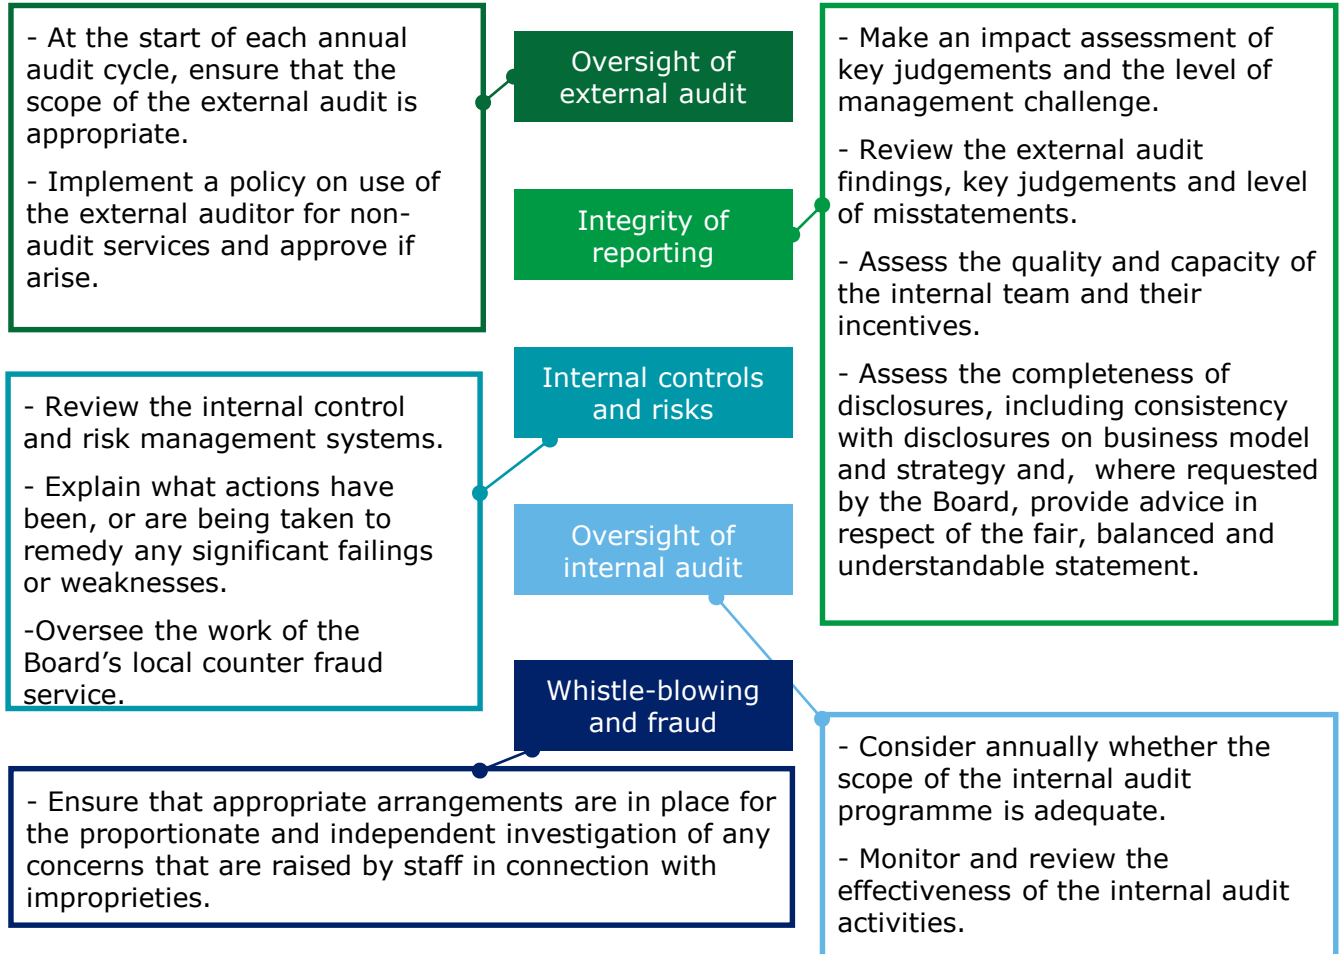 - At the start of each annual
audit cycle, ensure that the
scope of the external audit is
appropriate.
- Implement a policy on use of
the external auditor for non-
audit services and approve if
arise.
Oversight of
external audit
Integrity of
reporting
- Make an impact assessment of
key judgements and the level of
management challenge.
- Review the external audit
findings, key judgements and level
of misstatements.
- Assess the quality and capacity of
the internal team and their
incentives.
- Assess the completeness of
disclosures, including consistency
with disclosures on business model
and strategy and,  where requested
by the Board, provide advice in
respect of the fair, balanced and
understandable statement.
Internal controls
and risks
- Review the internal control
and risk management systems.
- Explain what actions have
been, or are being taken to
remedy any significant failings
or weaknesses.
-Oversee the work of the
Board’s local counter fraud
service.
Oversight of
internal audit
Whistle-blowing
and fraud
- Ensure that appropriate arrangements are in place for
the proportionate and independent investigation of any
concerns that are raised by staff in connection with
improprieties.
- Consider annually whether the
scope of the internal audit
programme is adequate.
- Monitor and review the
effectiveness of the internal audit
activities.